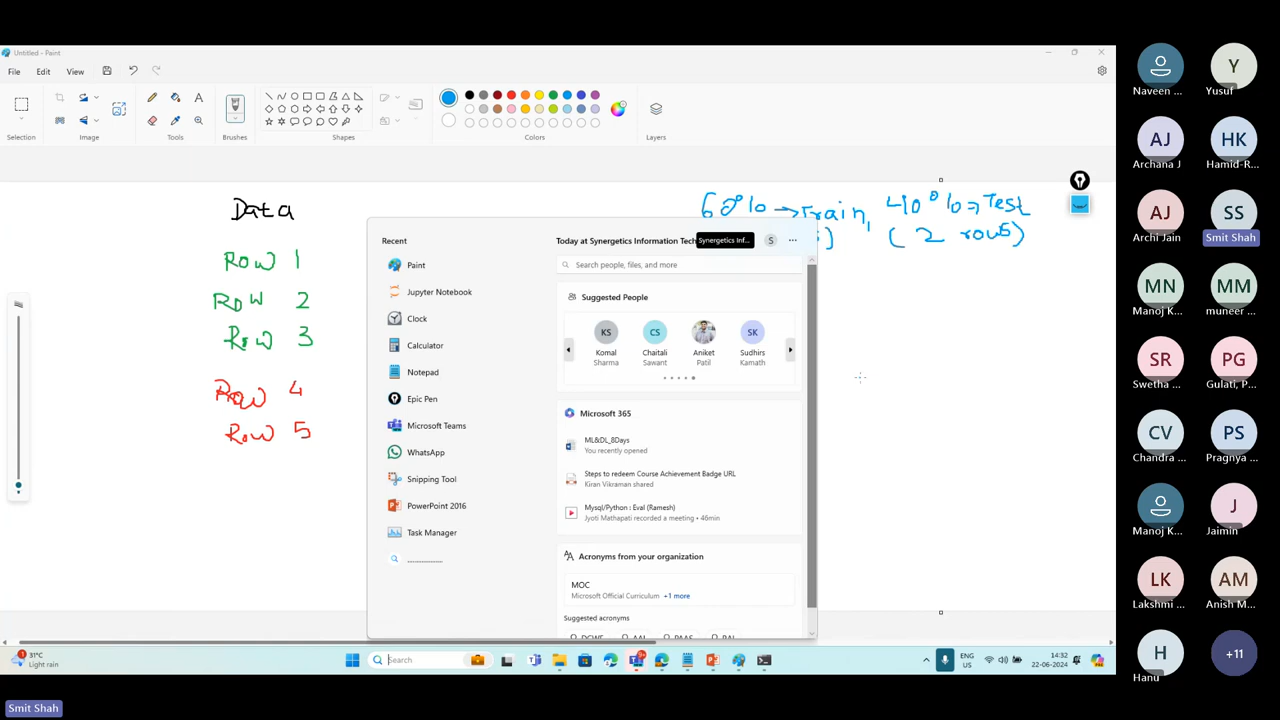 Untitled - Paint
File Edit View
Selection Image Tools Brushes Shapes Colors Layers
Data
Row 1
Row 2
Row 3
Row 4
Row 5
60% → Train, 40% → Test
) ( 2 rows)
Recent
Paint
Jupyter Notebook
Clock
Calculator
Notepad
Epic Pen
Microsoft Teams
WhatsApp
Snipping Tool
PowerPoint 2016
Task Manager
Today at Synergetics Information Tech
Synergetics Inf...
S
Search people, files, and more
Suggested People
KS CS SK
Komal Sharma
Chaitali Sawant
Aniket Patil
Sudhirs Kamath
Microsoft 365
ML&DL_8Days
You recently opened
Steps to redeem Course Achievement Badge URL
Kiran Vikraman shared
Mysql/Python : Eval (Ramesh)
Jyoti Mathapati recorded a meeting • 46min
Acronyms from your organization
MOC
Microsoft Official Curriculum +1 more
Suggested acronyms
31°C
Light rain
Search
ENG
US
14:32
22-06-2024
Naveen ...
Y
Yusuf
AJ
Archana J
HK
Hamid-R...
AJ
Archi Jain
SS
Smit Shah
MN
Manoj K...
MM
muneer ...
SR
Swetha ...
PG
Gulati, P...
CV
Chandra ...
PS
Pragnya ...
Manoj K...
J
Jaimin
LK
Lakshmi ...
AM
Anish M...
H
Hanu
+11
Smit Shah